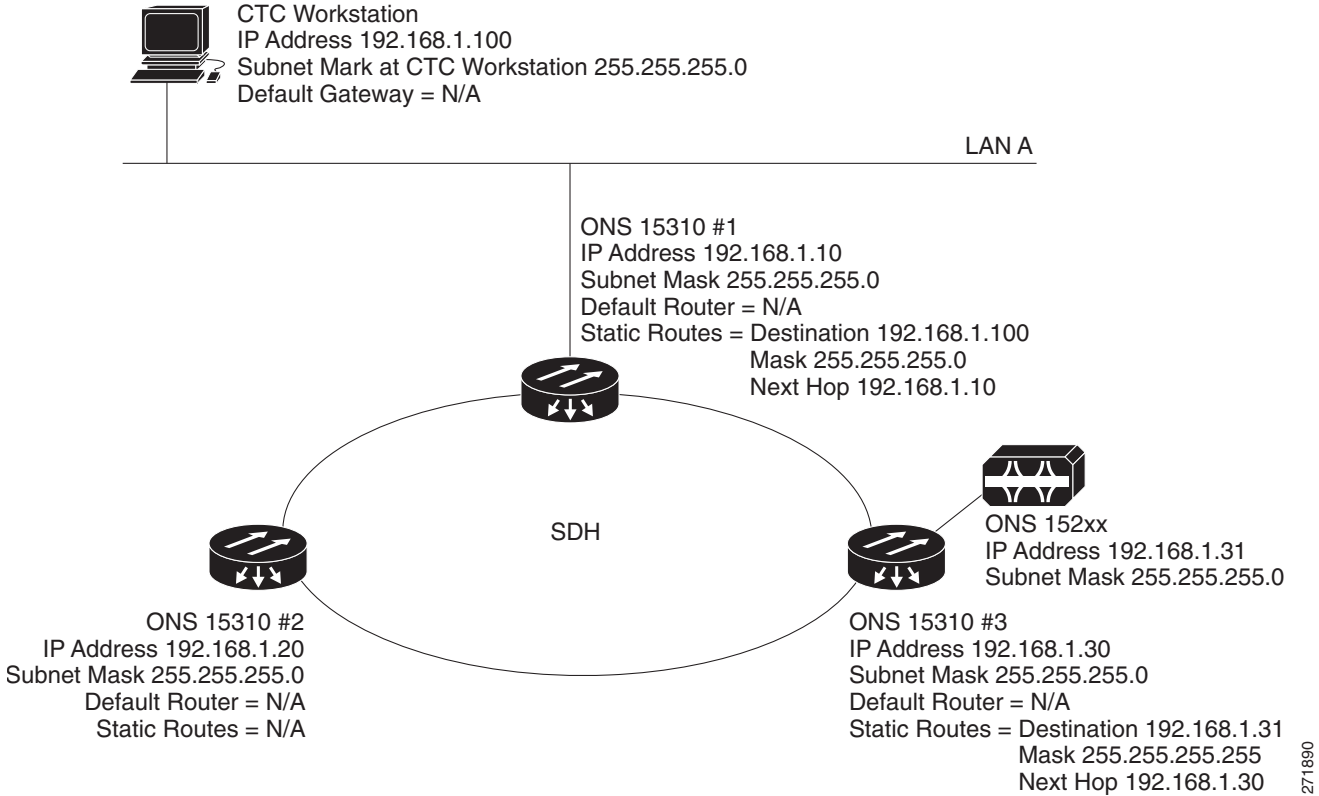 CTC Workstation
IP Address 192.168.1.100
Subnet Mark at CTC Workstation 255.255.255.0
Default Gateway = N/A
LAN A
ONS 15310 #1
IP Address 192.168.1.10
Subnet Mask 255.255.255.0
Default Router = N/A
Static Routes = Destination 192.168.1.100
Mask 255.255.255.0
Next Hop 192.168.1.10
SDH
ONS 152xx
IP Address 192.168.1.31
Subnet Mask 255.255.255.0
ONS 15310 #2
IP Address 192.168.1.20
Subnet Mask 255.255.255.0
Default Router = N/A
Static Routes = N/A
ONS 15310 #3
IP Address 192.168.1.30
Subnet Mask 255.255.255.0
Default Router = N/A
Static Routes = Destination 192.168.1.31
Mask 255.255.255.255
Next Hop 192.168.1.30
271890